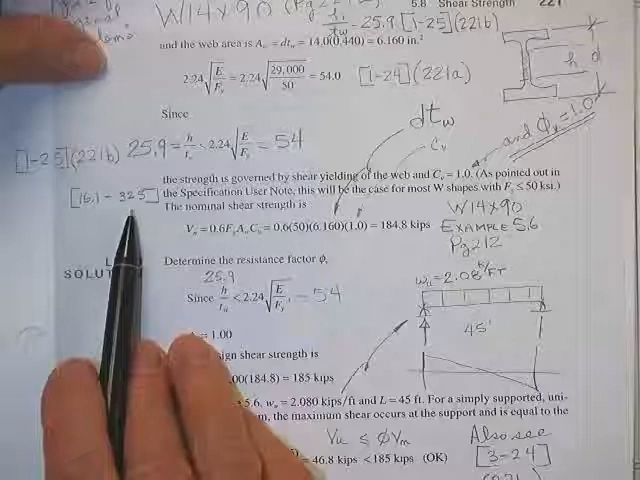 5.8 Shear Strength 221
W14×90 (Pg 221)
h/tw = 25.9 [1-25] (221b)
and the web area is Aw = dtw = 14.0(0.440) = 6.160 in.²
2.24√(E/Fy) = 2.24√(29,000/50) = 54.0 [1-24] (221a)
h d
Since
dtw
Cv
and ϕv = 1.0
[1-25] (221b) 25.9 = h/tw < 2.24√(E/Fy) = 54
the strength is governed by shear yielding of the web and Cv = 1.0. (As pointed out in
[16.1 - 325] the Specification User Note, this will be the case for most W shapes with Fy ≤ 50 ksi.)
The nominal shear strength is
W14×90
Vn = 0.6FyAwCv = 0.6(50)(6.160)(1.0) = 184.8 kips
EXAMPLE 5.6
Pg 212
SOLUT
Determine the resistance factor ϕv
25.9
Since h/tw < 2.24√(E/Fy) = 54
= 2.08 K/FT
45'
= 1.00
sign shear strength is
.00(184.8) = 185 kips
5.6, wu = 2.080 kips/ft and L = 45 ft. For a simply supported, uni-
m, the maximum shear occurs at the support and is equal to the
Vu ≤ ϕVn
Also see
[3-24]
= 46.8 kips < 185 kips (OK)